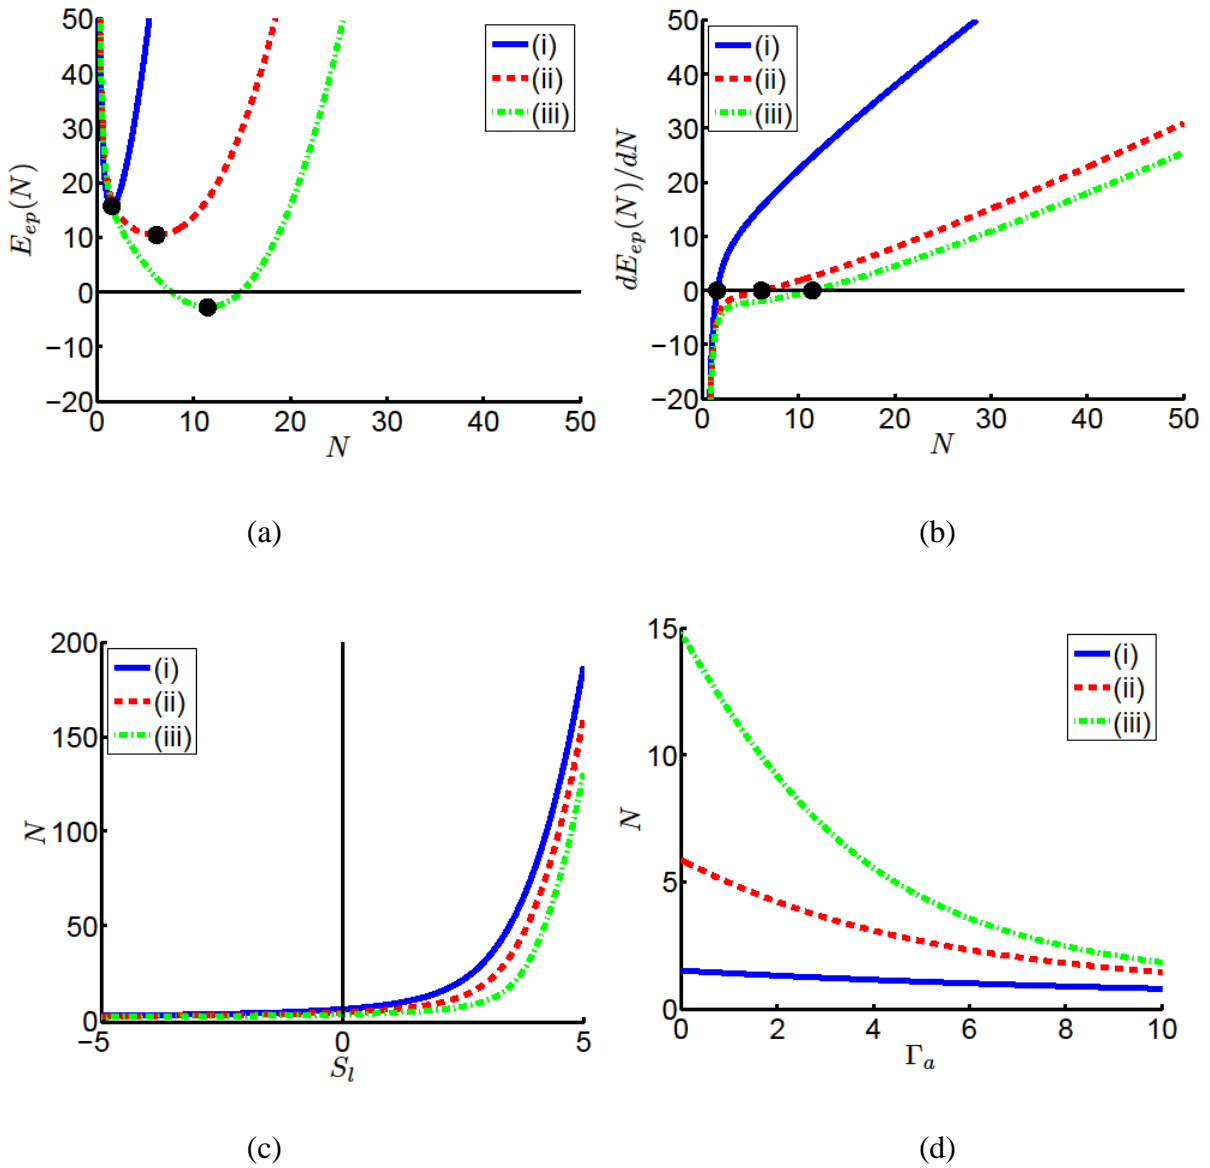 50
40
30
20
10
0
−10
−20
0 10 20 30 40 50
E_ep(N)
N
(i)
(ii)
(iii)
(a)
50
40
30
20
10
0
−10
−20
0 10 20 30 40 50
dE_ep(N)/dN
N
(i)
(ii)
(iii)
(b)
200
150
100
50
0
−5 0 5
N
S_l
(i)
(ii)
(iii)
(c)
15
10
5
0
0 2 4 6 8 10
N
Γ_a
(i)
(ii)
(iii)
(d)